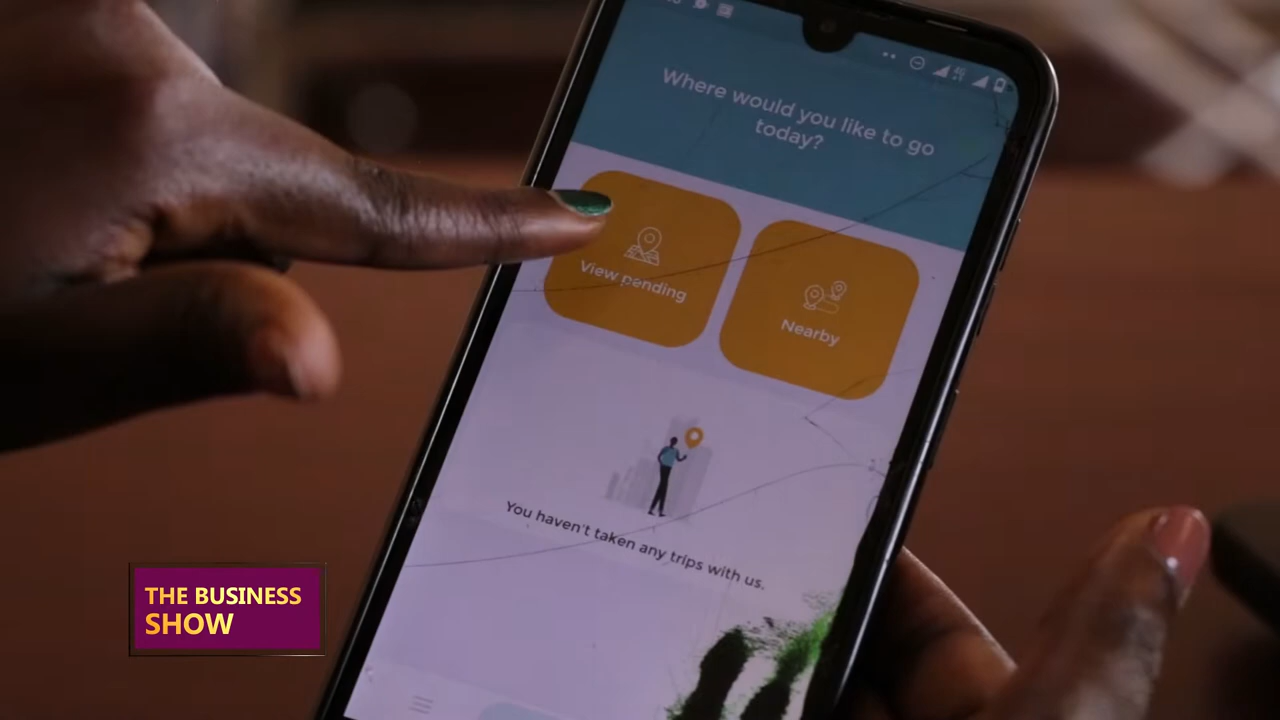 Where would you like to go
today?
View pending
Nearby
You haven't taken any trips with us.
THE BUSINESS
SHOW